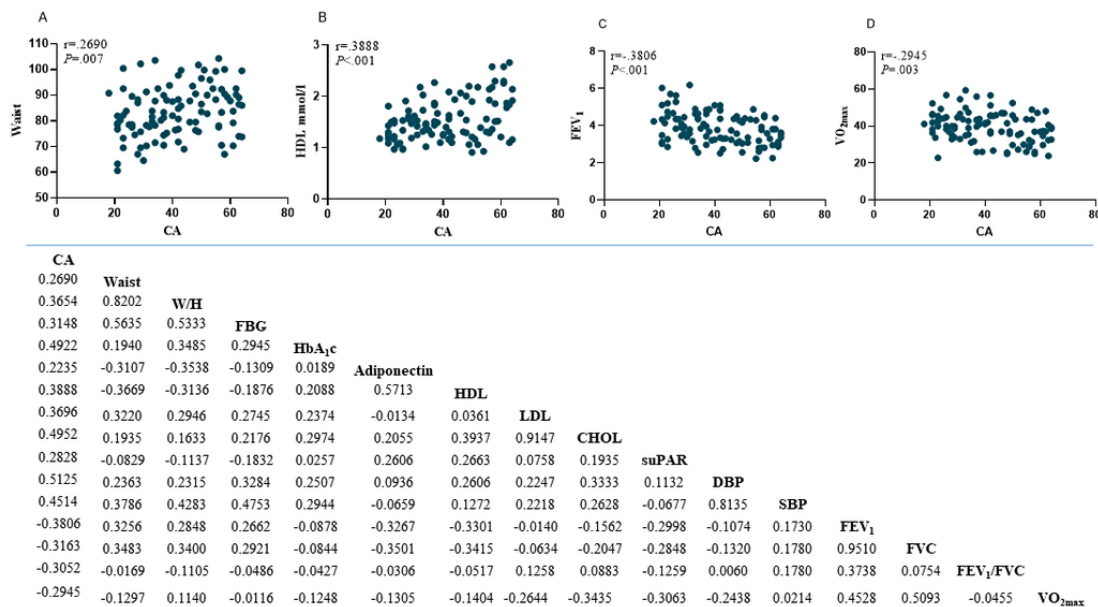 A B C D
r=.2690
P=.007
110
100
90
80
70
60
50
0 20 40 60 80
Waist
CA
r=.3888
P<.001
3
2
1
0
0 20 40 60 80
HDL mmol/l
CA
r=-.3806
P<.001
8
6
4
2
0
0 20 40 60 80
FEV1
CA
r=-.2945
P=.003
80
60
40
20
0
0 20 40 60 80
VO2max
CA
CA
0.2690 Waist
0.3654 0.8202 W/H
0.3148 0.5635 0.5333 FBG
0.4922 0.1940 0.3485 0.2945 HbA1c
0.2235 -0.3107 -0.3538 -0.1309 0.0189 Adiponectin
0.3888 -0.3669 -0.3136 -0.1876 0.2088 0.5713 HDL
0.3696 0.3220 0.2946 0.2745 0.2374 -0.0134 0.0361 LDL
0.4952 0.1935 0.1633 0.2176 0.2974 0.2055 0.3937 0.9147 CHOL
0.2828 -0.0829 -0.1137 -0.1832 0.0257 0.2606 0.2663 0.0758 0.1935 suPAR
0.5125 0.2363 0.2315 0.3284 0.2507 0.0936 0.2606 0.2247 0.3333 0.1132 DBP
0.4514 0.3786 0.4283 0.4753 0.2944 -0.0659 0.1272 0.2218 0.2628 -0.0677 0.8135 SBP
-0.3806 0.3256 0.2848 0.2662 -0.0878 -0.3267 -0.3301 -0.0140 -0.1562 -0.2998 -0.1074 0.1730 FEV1
-0.3163 0.3483 0.3400 0.2921 -0.0844 -0.3501 -0.3415 -0.0634 -0.2047 -0.2848 -0.1320 0.1780 0.9510 FVC
-0.3052 -0.0169 -0.1105 -0.0486 -0.0427 -0.0306 -0.0517 0.1258 0.0883 -0.1259 0.0060 0.1780 0.3738 0.0754 FEV1/FVC
-0.2945 -0.1297 0.1140 -0.0116 -0.1248 -0.1305 -0.1404 -0.2644 -0.3435 -0.3063 -0.2438 0.0214 0.4528 0.5093 -0.0455 VO2max